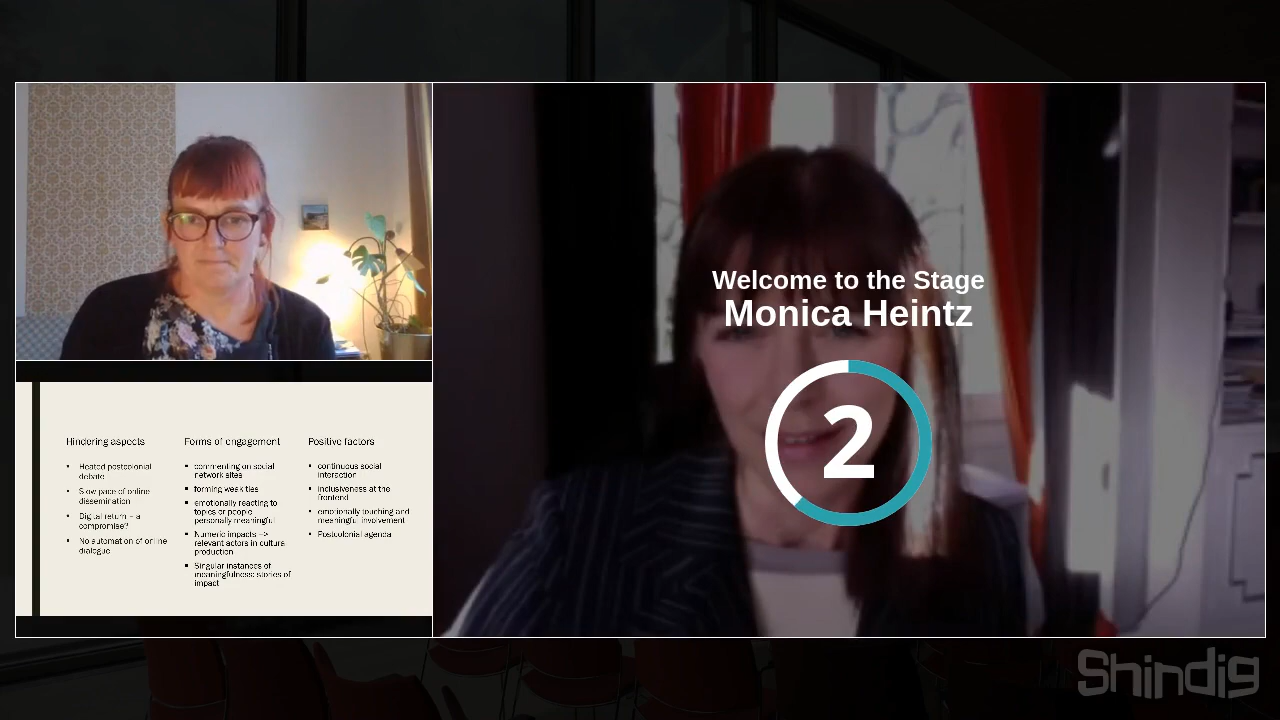 Welcome to the Stage
Monica Heintz
2
Hindering aspects
Heated postcolonial
debate
Slow pace of online
dissemination
Digital return – a
compromise?
No automation of online
dialogue
Forms of engagement
commenting on social
network sites
forming weak ties
emotionally reacting to
topics or people
personally meaningful
Numeric impacts –>
relevant actors in cultural
production
Singular instances of
meaningfulness: stories of
impact
Positive factors
continuous social
interaction
inclusiveness at the
frontend
emotionally touching and
meaningful involvement
Postcolonial agenda
Shindig